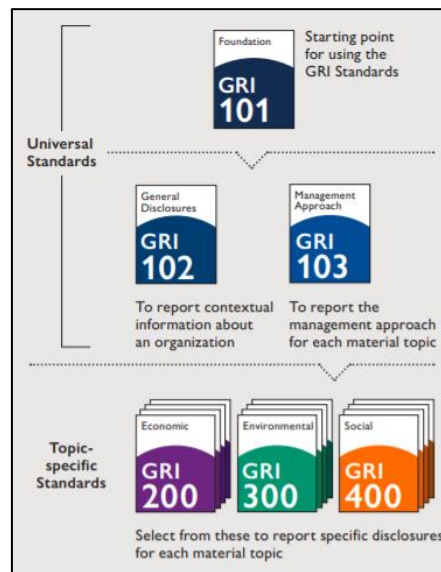 Foundation
GRI
101
Starting point
for using the
GRI Standards
Universal
Standards
General
Disclosures
GRI
102
Management
Approach
GRI
103
To report contextual
information about
an organization
To report the
management approach
for each material topic
Topic-
specific
Standards
Economic
GRI
200
Environmental
GRI
300
Social
GRI
400
Select from these to report specific disclosures
for each material topic